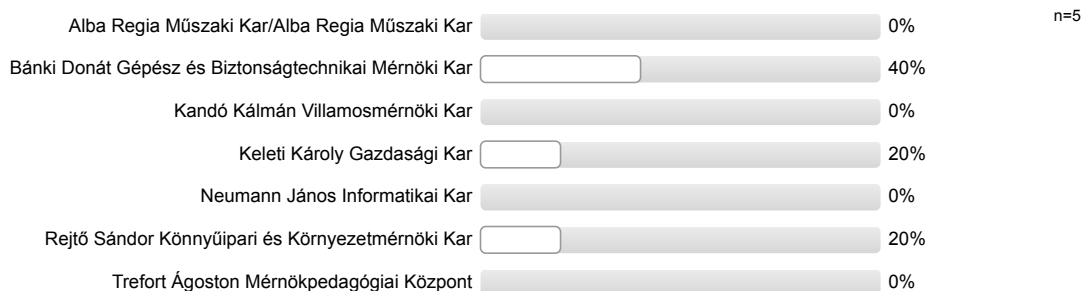 Alba Regia Műszaki Kar/Alba Regia Műszaki Kar 0% n=5
Bánki Donát Gépész és Biztonságtechnikai Mérnöki Kar 40%
Kandó Kálmán Villamosmérnöki Kar 0%
Keleti Károly Gazdasági Kar 20%
Neumann János Informatikai Kar 0%
Rejtő Sándor Könnyűipari és Környezetmérnöki Kar 20%
Trefort Ágoston Mérnökpedagógiai Központ 0%